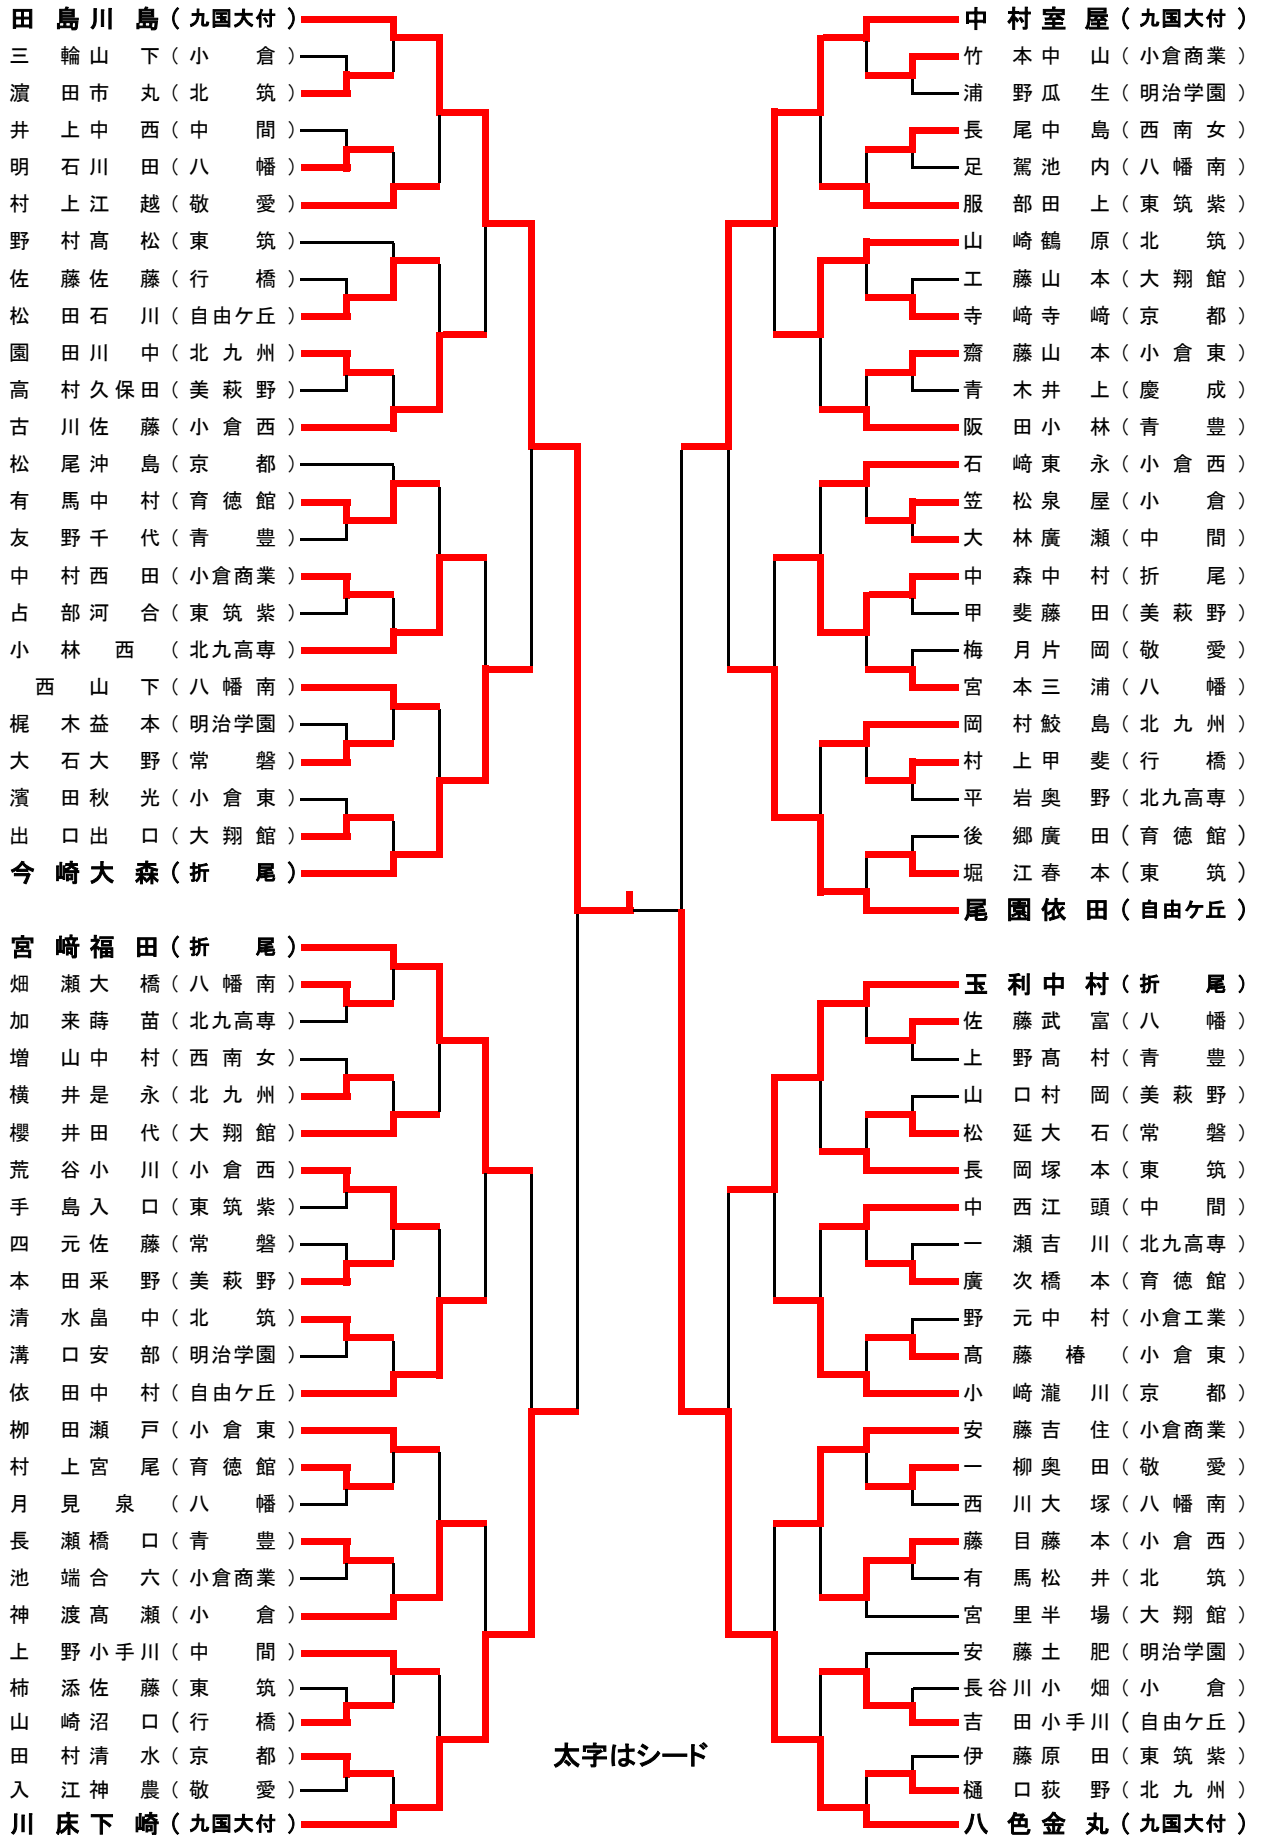 田島川島(九国大付)
三輪山下(小倉)
濵田市丸(北筑)
井上中西(中間)
明石川田(八幡)
村上江越(敬愛)
野村髙松(東筑)
佐藤佐藤(行橋)
松田石川(自由ケ丘)
園田川中(北九州)
高村久保田(美萩野)
古川佐藤(小倉西)
松尾沖島(京都)
有馬中村(育徳館)
友野千代(青豊)
中村西田(小倉商業)
占部河合(東筑紫)
小林西(北九高専)
西山下(八幡南)
梶木益本(明治学園)
大石大野(常磐)
濱田秋光(小倉東)
出口出口(大翔館)
今崎大森(折尾)
宮﨑福田(折尾)
畑瀬大橋(八幡南)
加来蒔苗(北九高専)
増山中村(西南女)
横井是永(北九州)
櫻井田代(大翔館)
荒谷小川(小倉西)
手島入口(東筑紫)
四元佐藤(常磐)
本田采野(美萩野)
清水畠中(北筑)
溝口安部(明治学園)
依田中村(自由ケ丘)
栁田瀬戸(小倉東)
村上宮尾(育徳館)
月見泉(八幡)
長瀬橋口(青豊)
池端合六(小倉商業)
神渡髙瀬(小倉)
上野小手川(中間)
柿添佐藤(東筑)
山崎沼口(行橋)
田村清水(京都)
入江神農(敬愛)
川床下崎(九国大付)
中村室屋(九国大付)
竹本中山(小倉商業)
浦野瓜生(明治学園)
長尾中島(西南女)
足駕池内(八幡南)
服部田上(東筑紫)
山崎鶴原(北筑)
工藤山本(大翔館)
寺﨑寺﨑(京都)
齋藤山本(小倉東)
青木井上(慶成)
阪田小林(青豊)
石﨑東永(小倉西)
笠松泉屋(小倉)
大林廣瀬(中間)
中森中村(折尾)
甲斐藤田(美萩野)
梅月片岡(敬愛)
宮本三浦(八幡)
岡村鮫島(北九州)
村上甲斐(行橋)
平岩奥野(北九高専)
後郷廣田(育徳館)
堀江春本(東筑)
尾園依田(自由ケ丘)
玉利中村(折尾)
佐藤武富(八幡)
上野髙村(青豊)
山口村岡(美萩野)
松延大石(常磐)
長岡塚本(東筑)
中西江頭(中間)
一瀬吉川(北九高専)
廣次橋本(育徳館)
野元中村(小倉工業)
髙藤椿(小倉東)
小﨑瀧川(京都)
安藤吉住(小倉商業)
一柳奥田(敬愛)
西川大塚(八幡南)
藤目藤本(小倉西)
有馬松井(北筑)
宮里半場(大翔館)
安藤土肥(明治学園)
長谷川小畑(小倉)
吉田小手川(自由ケ丘)
伊藤原田(東筑紫)
樋口荻野(北九州)
八色金丸(九国大付)
太字はシード